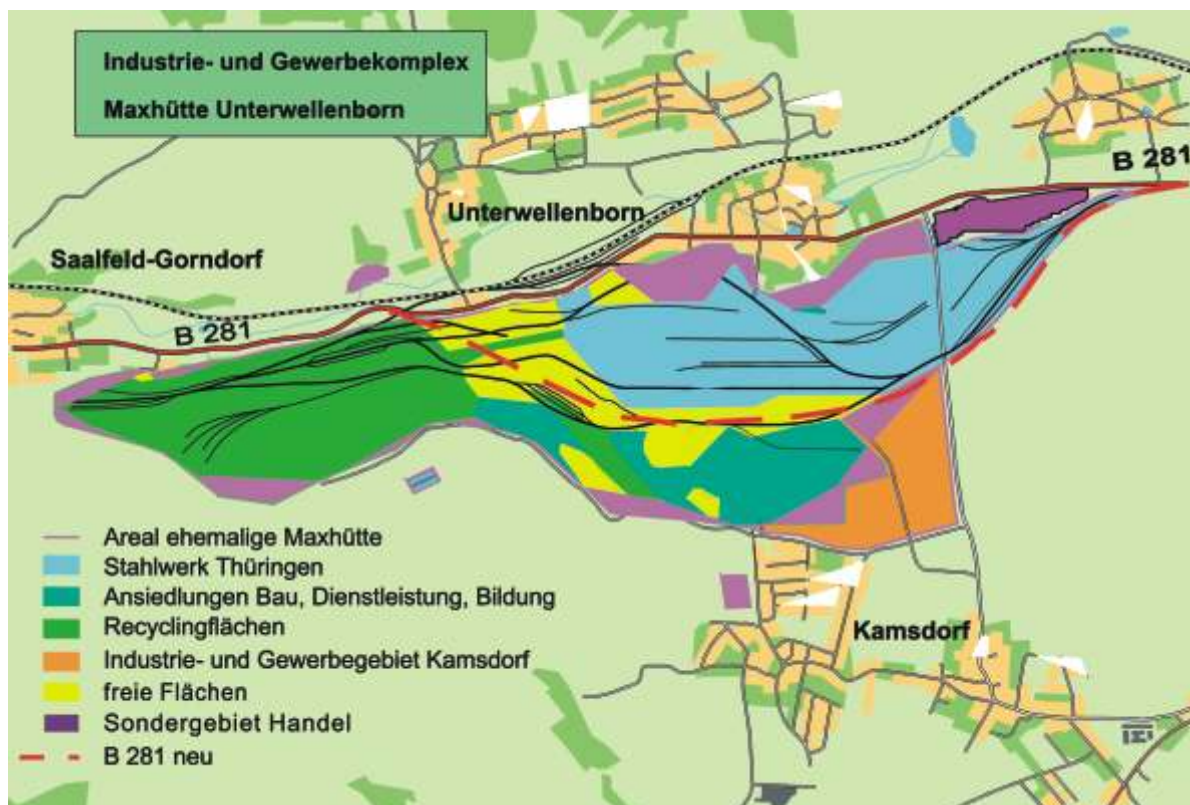 Industrie- und Gewerbekomplex
Maxhütte Unterwellenborn
B 281
Unterwellenborn
Saalfeld-Gorndorf
B 281
Areal ehemalige Maxhütte
Stahlwerk Thüringen
Ansiedlungen Bau, Dienstleistung, Bildung
Recyclingflächen
Kamsdorf
Industrie- und Gewerbegebiet Kamsdorf
freie Flächen
Sondergebiet Handel
B 281 neu